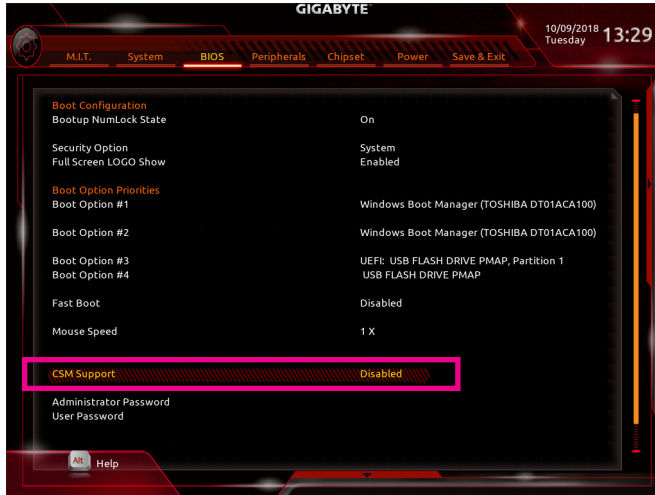 GIGABYTE™
10/09/2018 13:29
Tuesday
M.I.T. System BIOS Peripherals Chipset Power Save & Exit
Boot Configuration
Bootup NumLock State On
Security Option System
Full Screen LOGO Show Enabled
Boot Option Priorities
Boot Option #1 Windows Boot Manager (TOSHIBA DT01ACA100)
Boot Option #2 Windows Boot Manager (TOSHIBA DT01ACA100)
Boot Option #3 UEFI: USB FLASH DRIVE PMAP, Partition 1
Boot Option #4 USB FLASH DRIVE PMAP
Fast Boot Disabled
Mouse Speed 1 X
CSM Support Disabled
Administrator Password
User Password
Alt Help